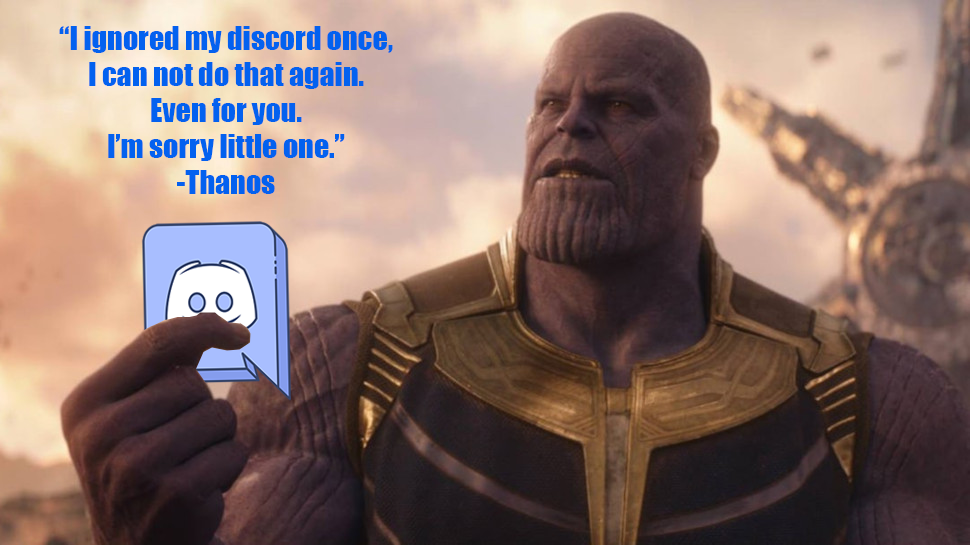 “I ignored my discord once,
I can not do that again.
Even for you.
I’m sorry little one.”
-Thanos